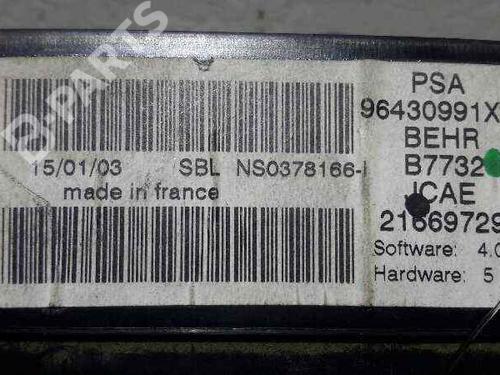 B-PARTS
15/01/03 SBL NS0378166-I
made in france
PSA
96430991X
BEHR
B7732
JCAE
21669729
Software: 4.0
Hardware: 5